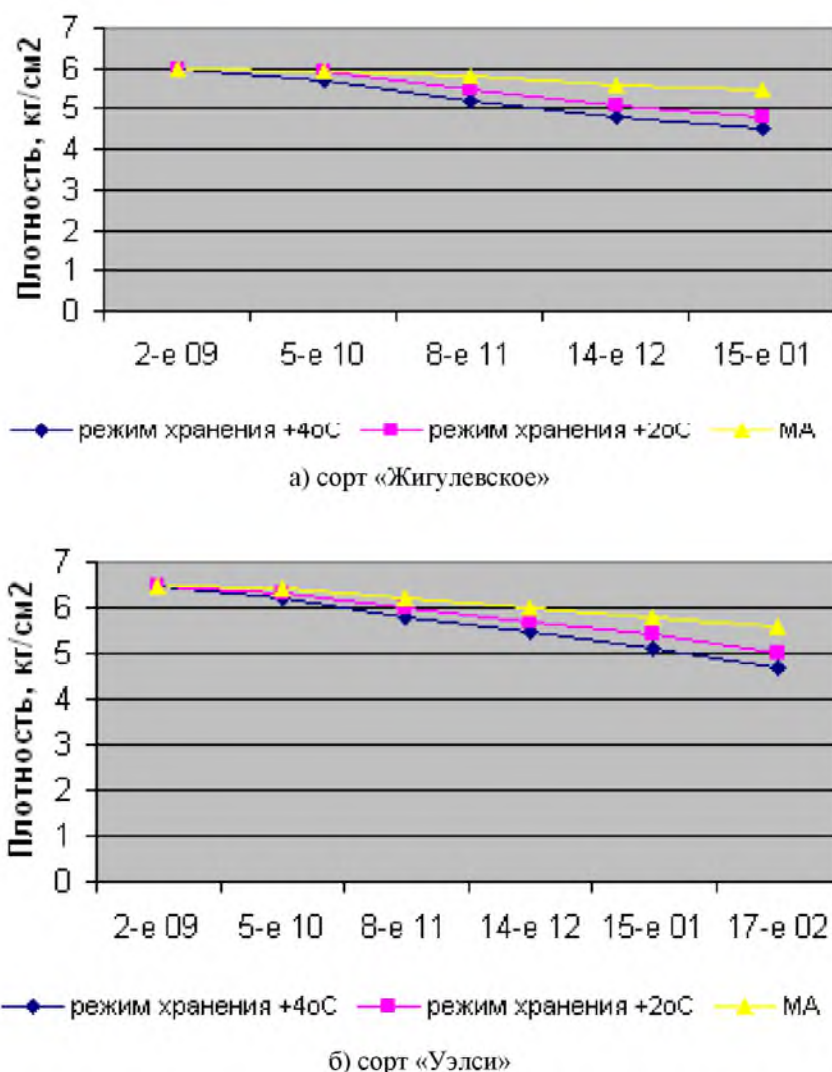 7
6
5
4
3
2
1
0
Плотность, кг/см2
2-е 09 5-е 10 8-е 11 14-е 12 15-е 01
режим хранения +4оС режим хранения +2оС МА
а) сорт «Жигулевское»
7
6
5
4
3
2
1
0
Плотность, кг/см2
2-е 09 5-е 10 8-е 11 14-е 12 15-е 01 17-е 02
режим хранения +4оС режим хранения +2оС МА
б) сорт «Уэлси»